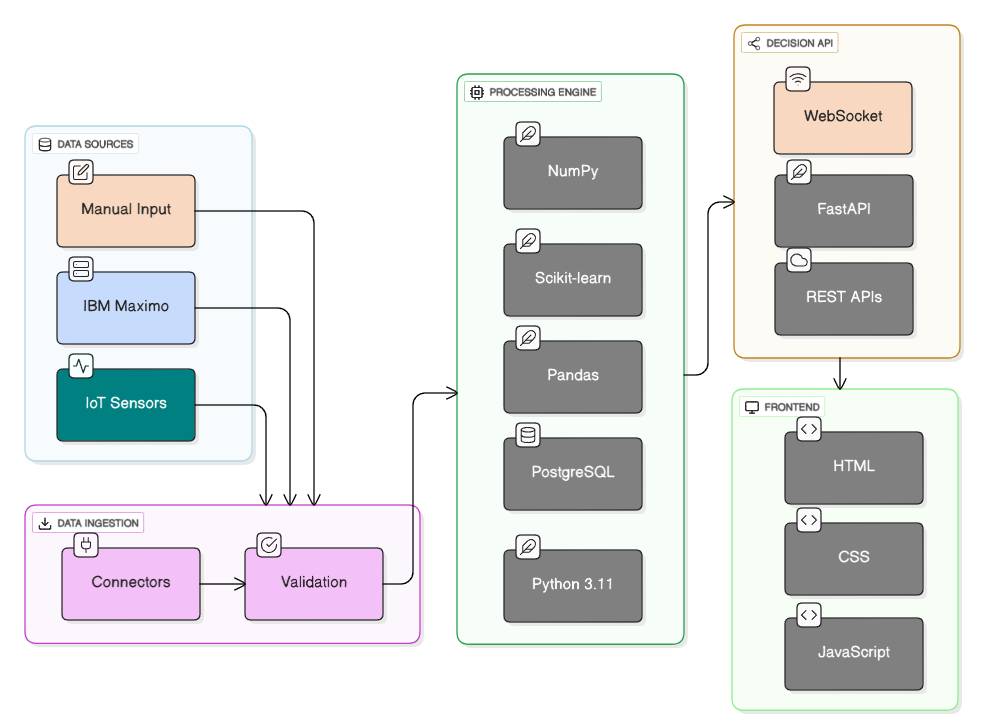 DATA SOURCES
Manual Input
IBM Maximo
IoT Sensors
DATA INGESTION
Connectors
Validation
PROCESSING ENGINE
NumPy
Scikit-learn
Pandas
PostgreSQL
Python 3.11
DECISION API
WebSocket
FastAPI
REST APIs
FRONTEND
HTML
CSS
JavaScript